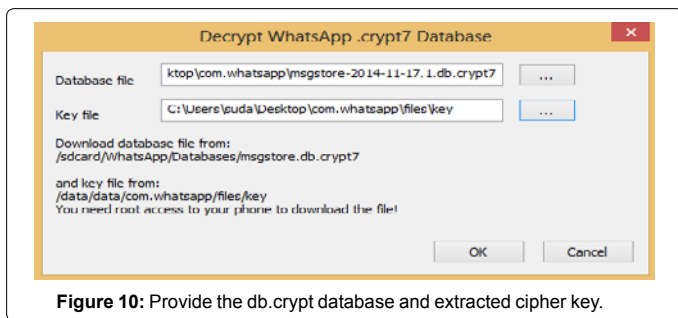 Decrypt WhatsApp .crypt7 Database
Database file
ktop\com.whatsapp\msgstore-2014-11-17.1.db.crypt7
...
Key file
C:\Users\suda\Desktop\com.whatsapp\files\key
...
Download database file from:
/sdcard/WhatsApp/Databases/msgstore.db.crypt7
and key file from:
/data/data/com.whatsapp/files/key
You need root access to your phone to download the file!
OK
Cancel
Figure 10: Provide the db.crypt database and extracted cipher key.